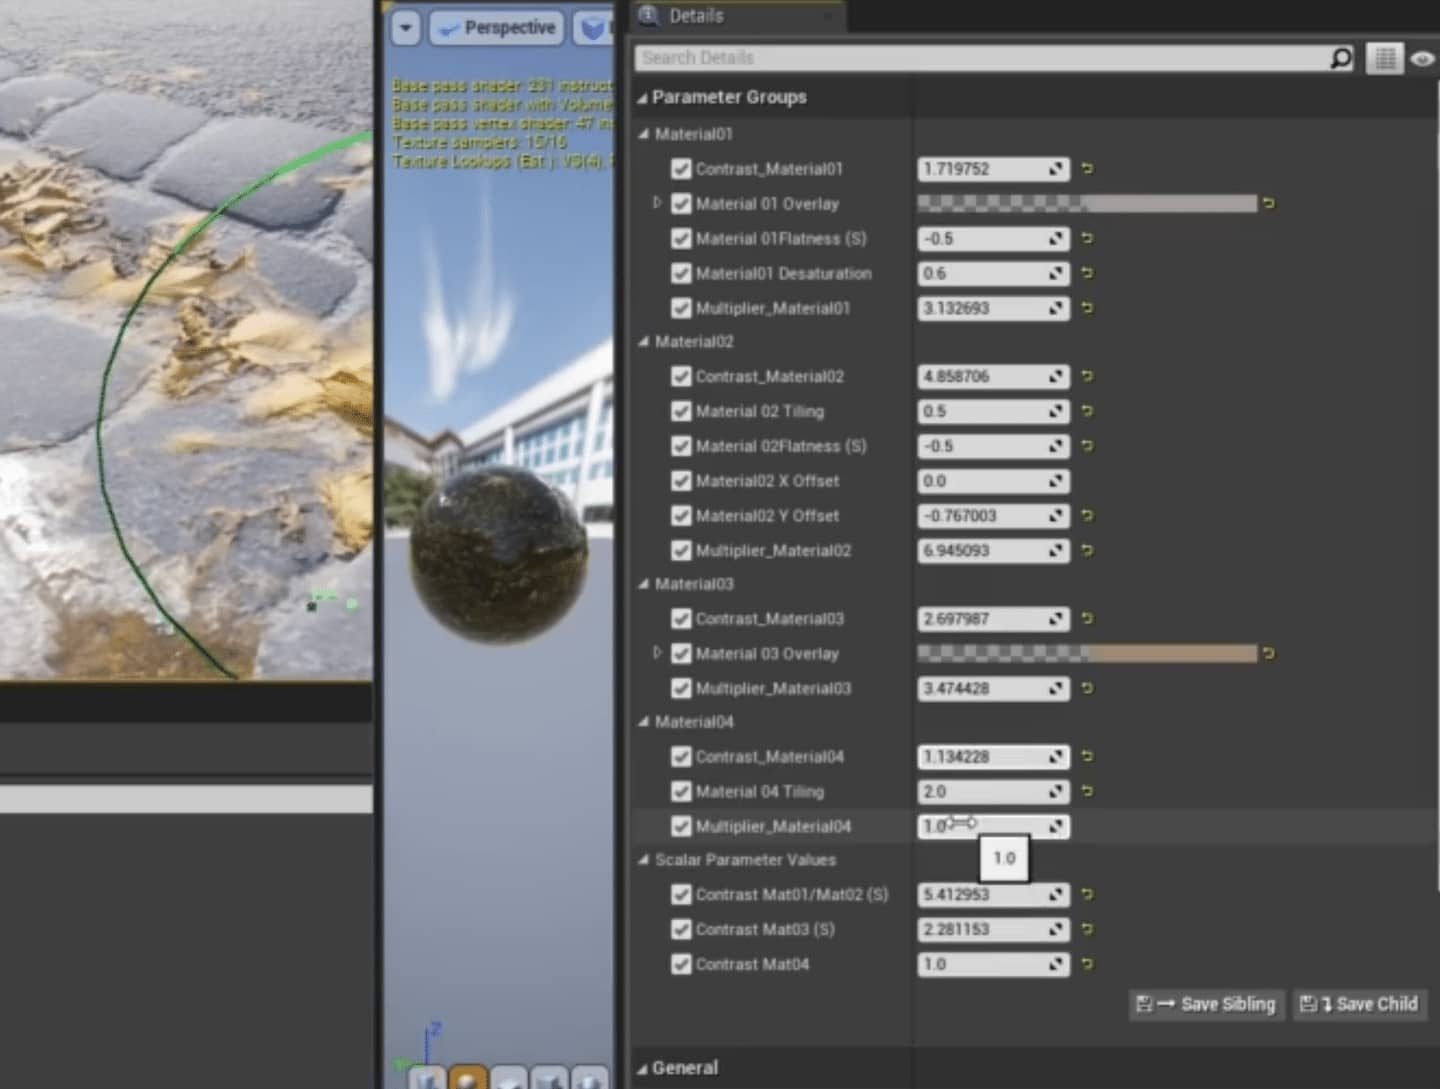 Perspective
Base pass shader: 231 instruct
Base pass shader with Volume
Base pass vertex shader: 47 in
Texture samplers: 15/16
Texture Lookups (Est.): VS(4),
Z
Details
Search Details
Parameter Groups
Material01
Contrast_Material01 1.719752
Material 01 Overlay
Material 01Flatness (S) -0.5
Material01 Desaturation 0.6
Multiplier_Material01 3.132693
Material02
Contrast_Material02 4.858706
Material 02 Tiling 0.5
Material 02Flatness (S) -0.5
Material02 X Offset 0.0
Material02 Y Offset -0.767003
Multiplier_Material02 6.945093
Material03
Contrast_Material03 2.697987
Material 03 Overlay
Multiplier_Material03 3.474428
Material04
Contrast_Material04 1.134228
Material 04 Tiling 2.0
Multiplier_Material04 1.0
1.0
Scalar Parameter Values
Contrast Mat01/Mat02 (S) 5.412953
Contrast Mat03 (S) 2.281153
Contrast Mat04 1.0
Save Sibling Save Child
General